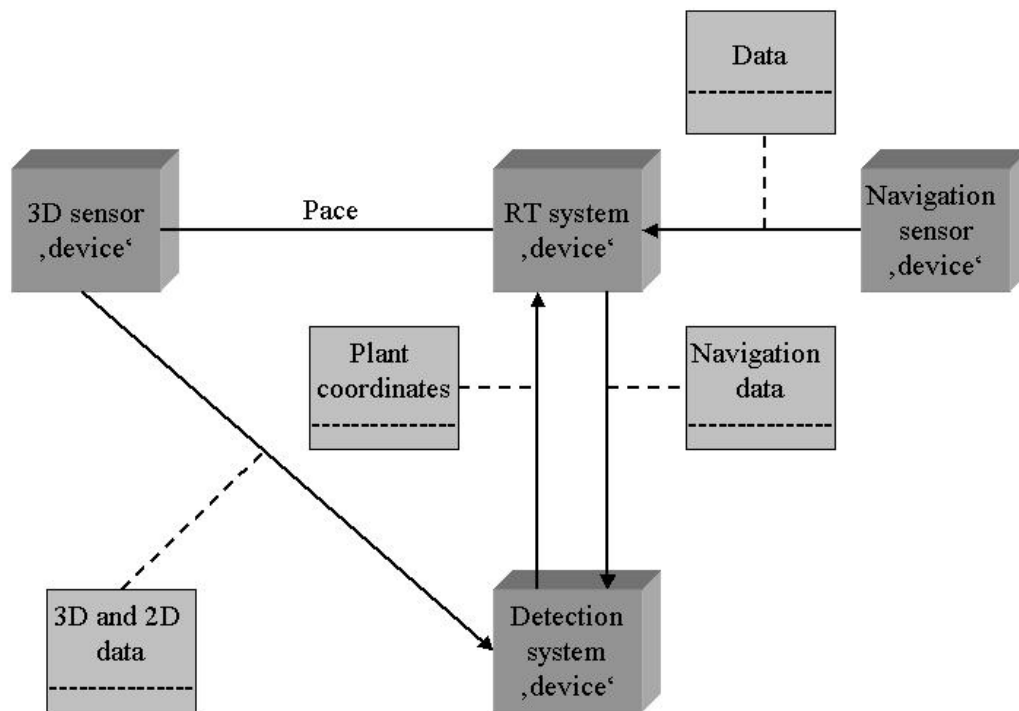 Data
3D sensor
‚device‘
Pace
RT system
‚device‘
Navigation
sensor
‚device‘
Plant
coordinates
Navigation
data
3D and 2D
data
Detection
system
‚device‘